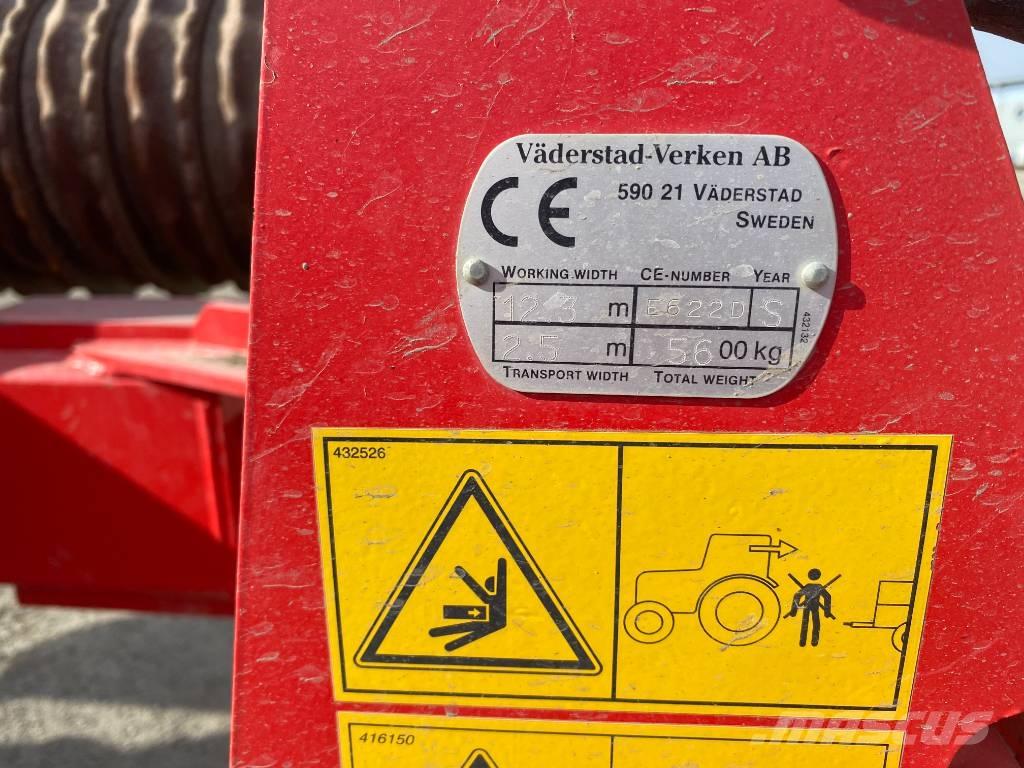 Väderstad-Verken AB
CE
590 21 VÄDERSTAD
SWEDEN
WORKING WIDTH CE-NUMBER YEAR
12.3 m E622D S
432132
2.5 m 5600 kg
TRANSPORT WIDTH TOTAL WEIGHT
432526
416150
MASCUS